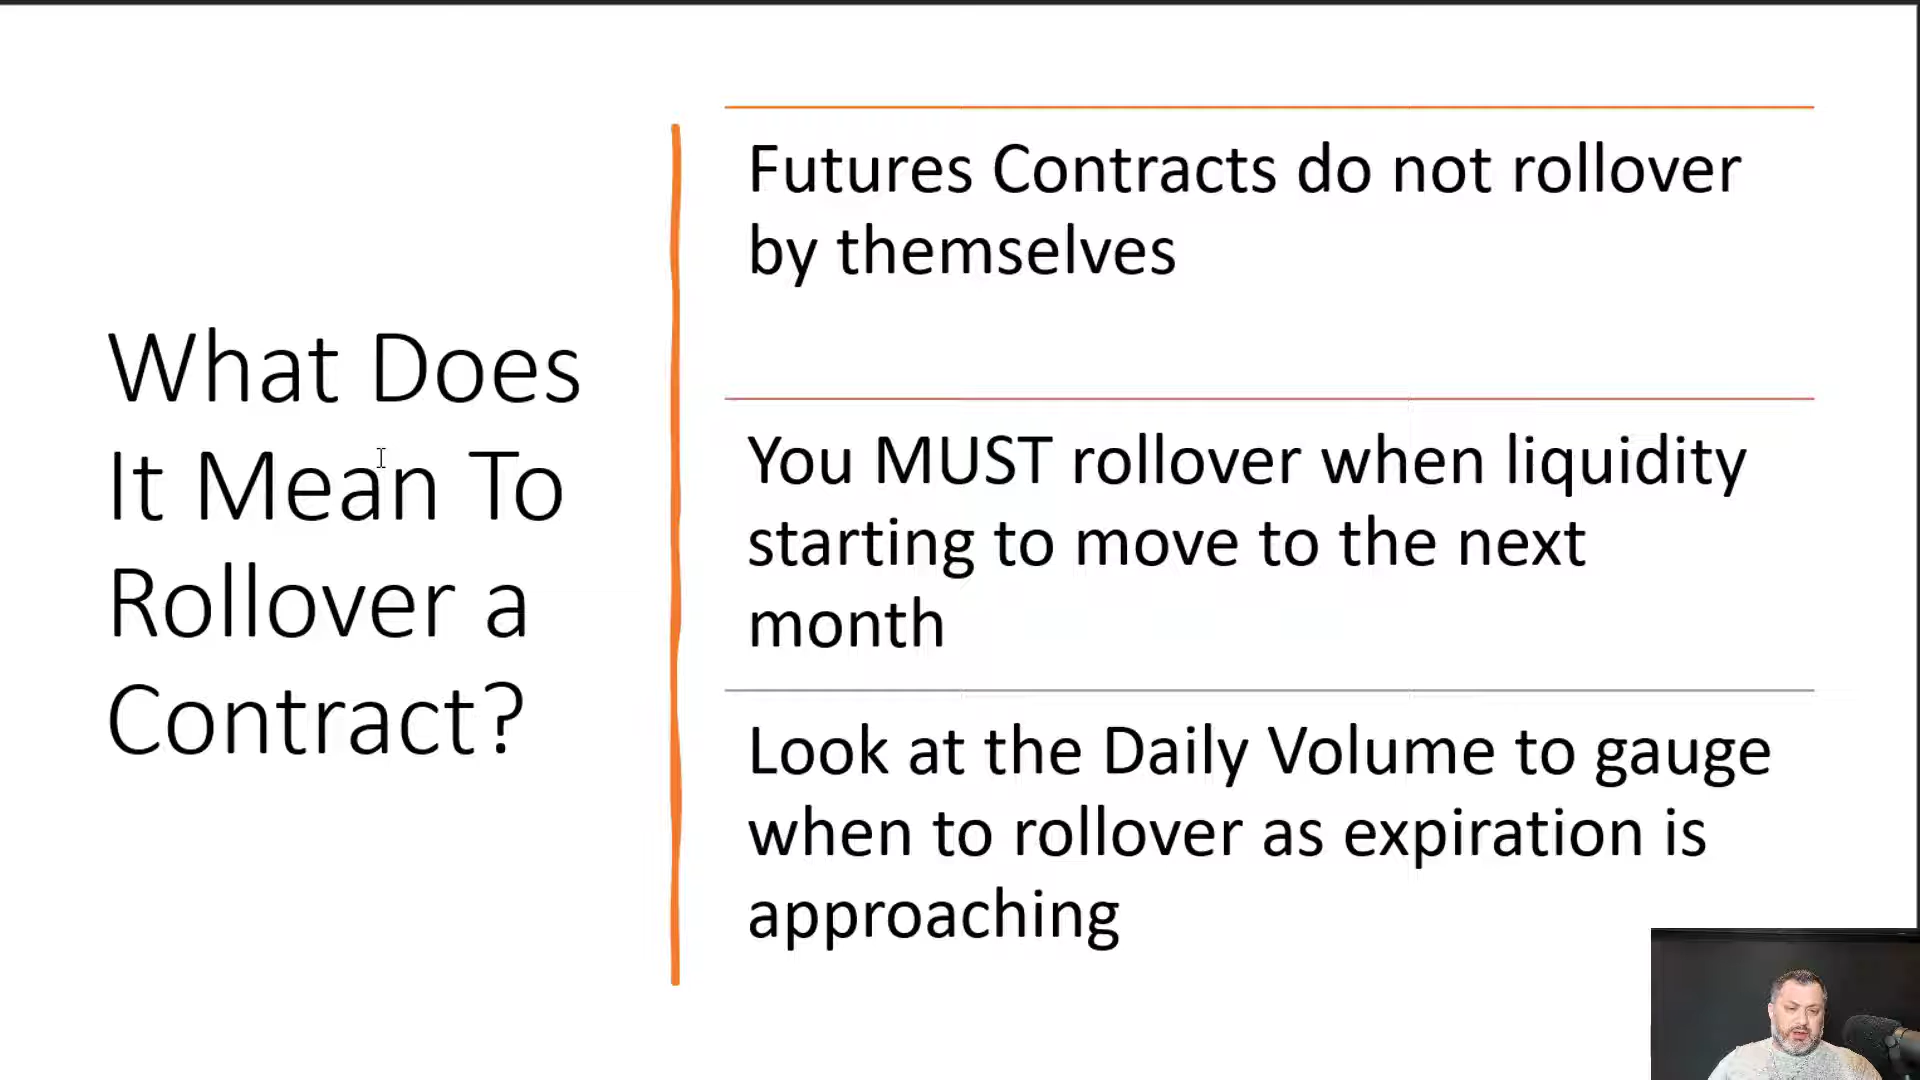 What Does
It Mean To
Rollover a
Contract?
Futures Contracts do not rollover
by themselves
You MUST rollover when liquidity
starting to move to the next
month
Look at the Daily Volume to gauge
when to rollover as expiration is
approaching